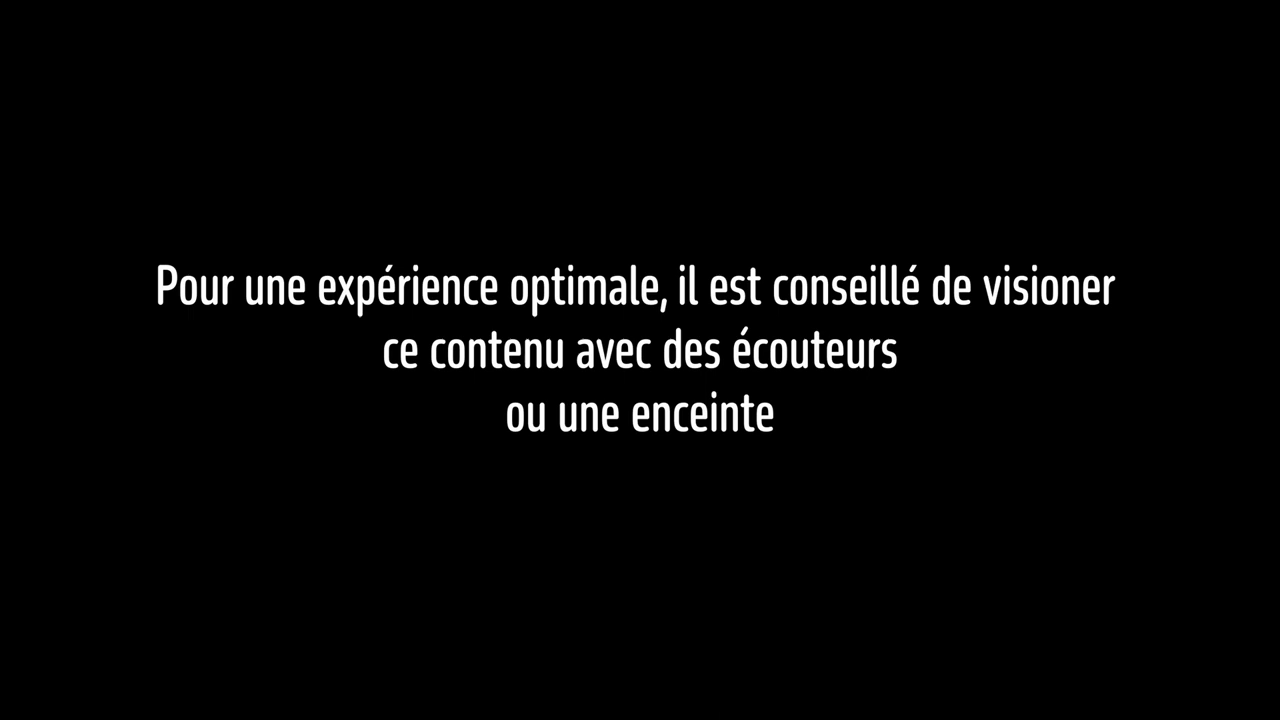 Pour une expérience optimale, il est conseillé de visioner
ce contenu avec des écouteurs
ou une enceinte